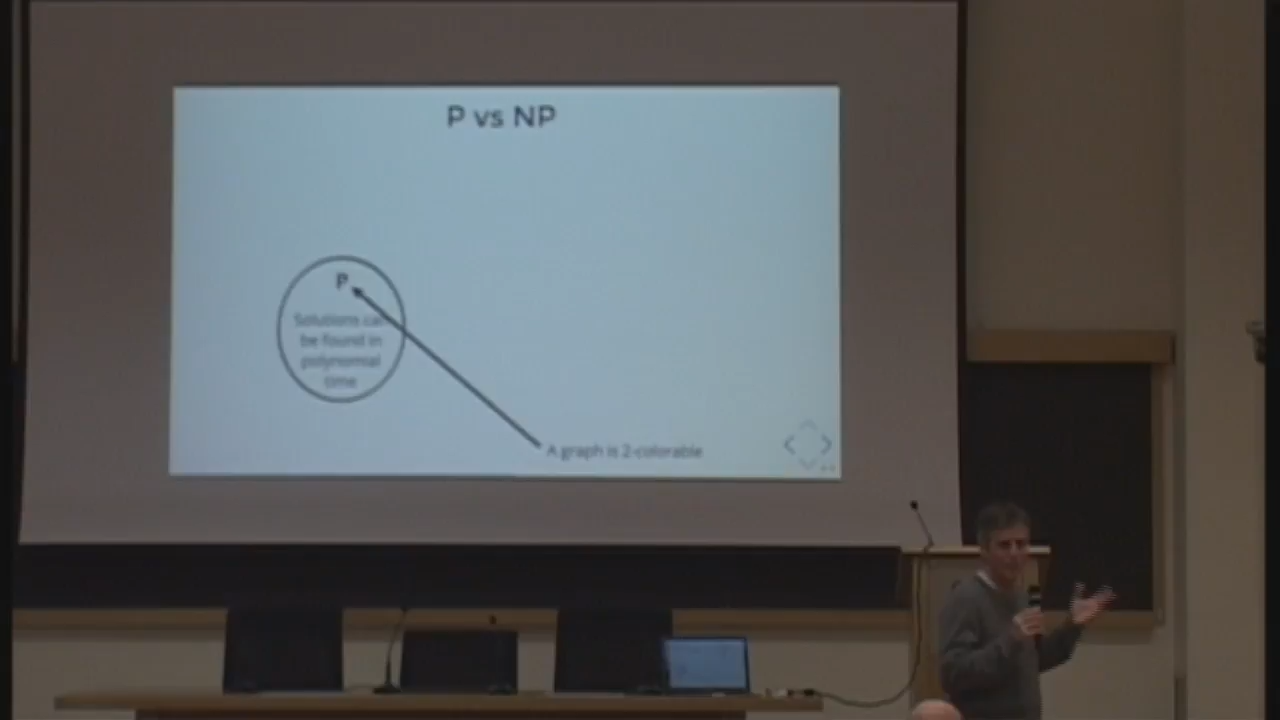 P vs NP
P
Solutions can
be found in
polynomial
time
A graph is 2-colorable